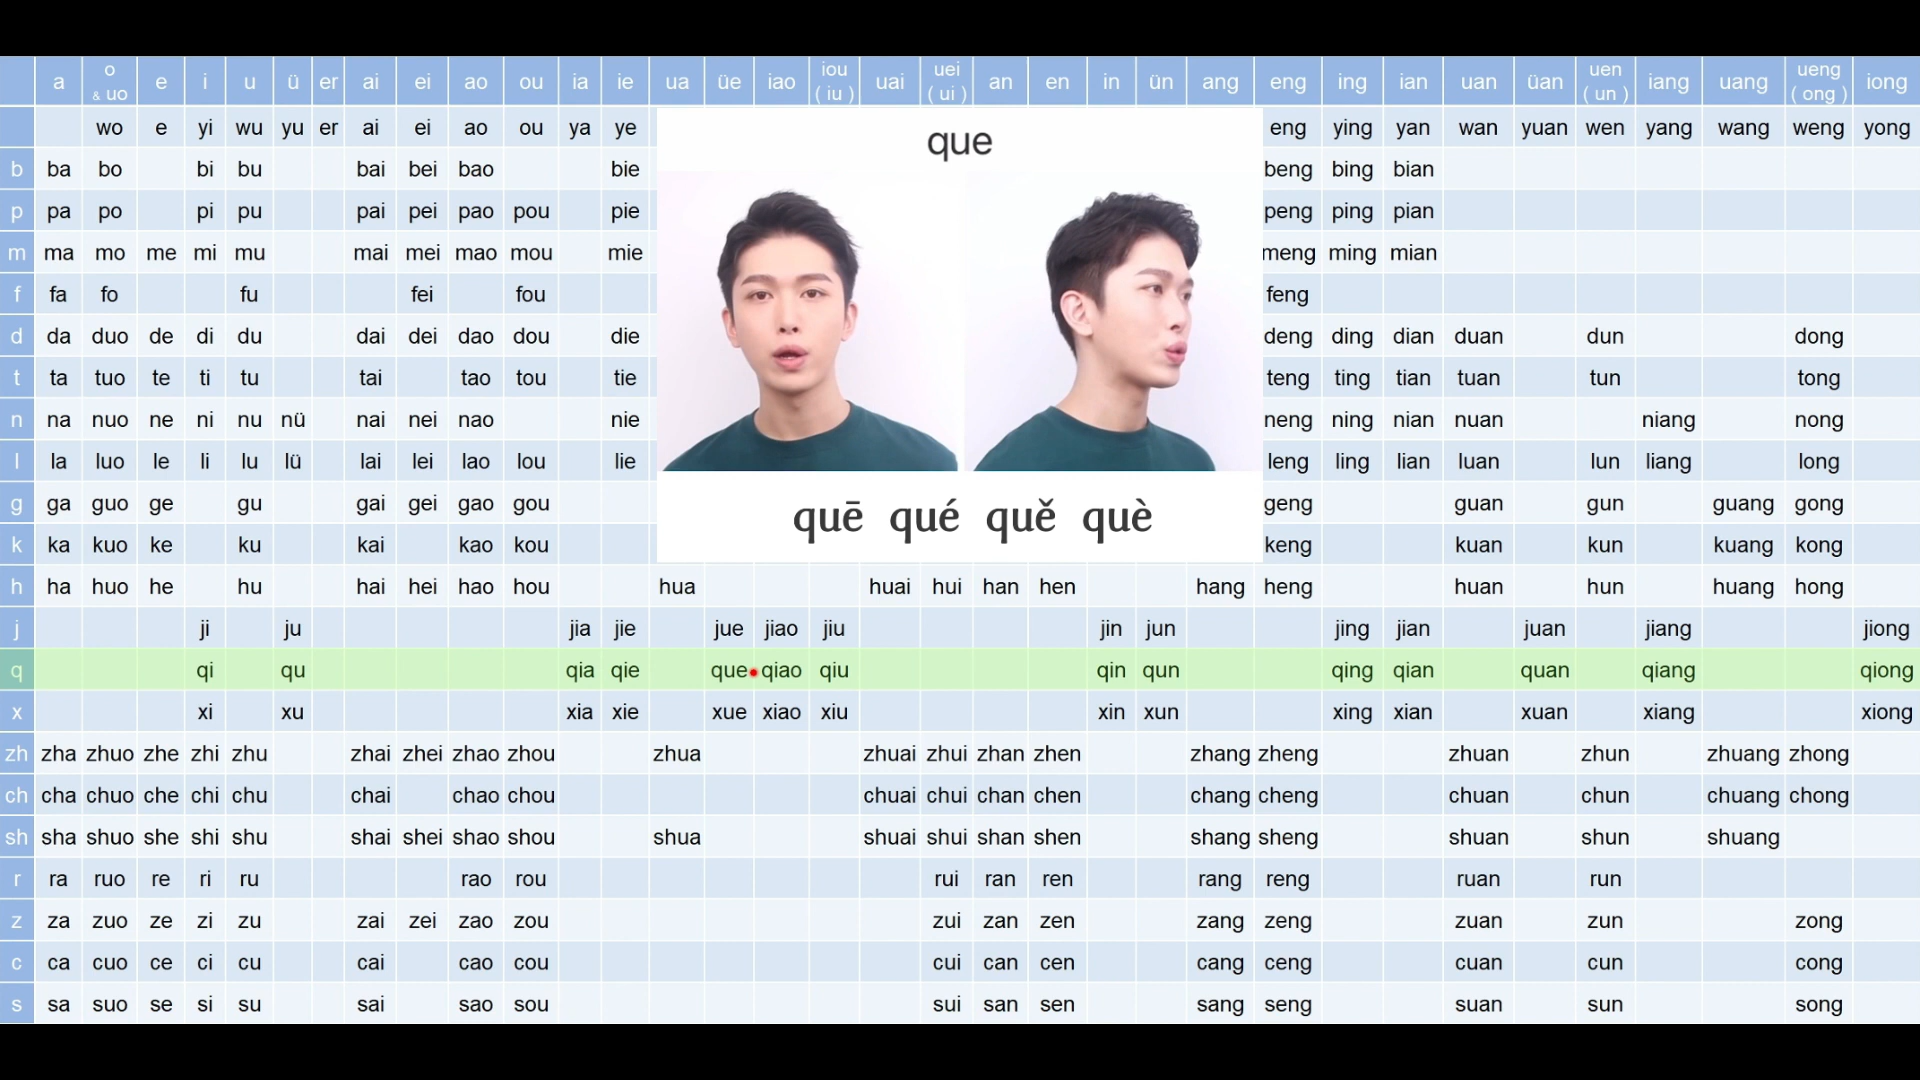 a o & uo e i u ü er ai ei ao ou ia ie ua üe iao iou ( iu ) uai uei ( ui ) an en in ün ang eng ing ian uan üan uen ( un ) iang uang ueng ( ong ) iong
wo e yi wu yu er ai ei ao ou ya ye eng ying yan wan yuan wen yang wang weng yong
que
b ba bo bi bu bai bei bao bie beng bing bian
p pa po pi pu pai pei pao pou pie peng ping pian
m ma mo me mi mu mai mei mao mou mie meng ming mian
f fa fo fu fei fou feng
d da duo de di du dai dei dao dou die deng ding dian duan dun dong
t ta tuo te ti tu tai tao tou tie teng ting tian tuan tun tong
n na nuo ne ni nu nü nai nei nao nie neng ning nian nuan niang nong
l la luo le li lu lü lai lei lao lou lie leng ling lian luan lun liang long
g ga guo ge gu gai gei gao gou geng guan gun guang gong
quē qué quě què
k ka kuo ke ku kai kao kou keng kuan kun kuang kong
h ha huo he hu hai hei hao hou hua huai hui han hen hang heng huan hun huang hong
j ji ju jia jie jue jiao jiu jin jun jing jian juan jiang jiong
q qi qu qia qie que qiao qiu qin qun qing qian quan qiang qiong
x xi xu xia xie xue xiao xiu xin xun xing xian xuan xiang xiong
zh zha zhuo zhe zhi zhu zhai zhei zhao zhou zhua zhuai zhui zhan zhen zhang zheng zhuan zhun zhuang zhong
ch cha chuo che chi chu chai chao chou chuai chui chan chen chang cheng chuan chun chuang chong
sh sha shuo she shi shu shai shei shao shou shua shuai shui shan shen shang sheng shuan shun shuang
r ra ruo re ri ru rao rou rui ran ren rang reng ruan run
z za zuo ze zi zu zai zei zao zou zui zan zen zang zeng zuan zun zong
c ca cuo ce ci cu cai cao cou cui can cen cang ceng cuan cun cong
s sa suo se si su sai sao sou sui san sen sang seng suan sun song